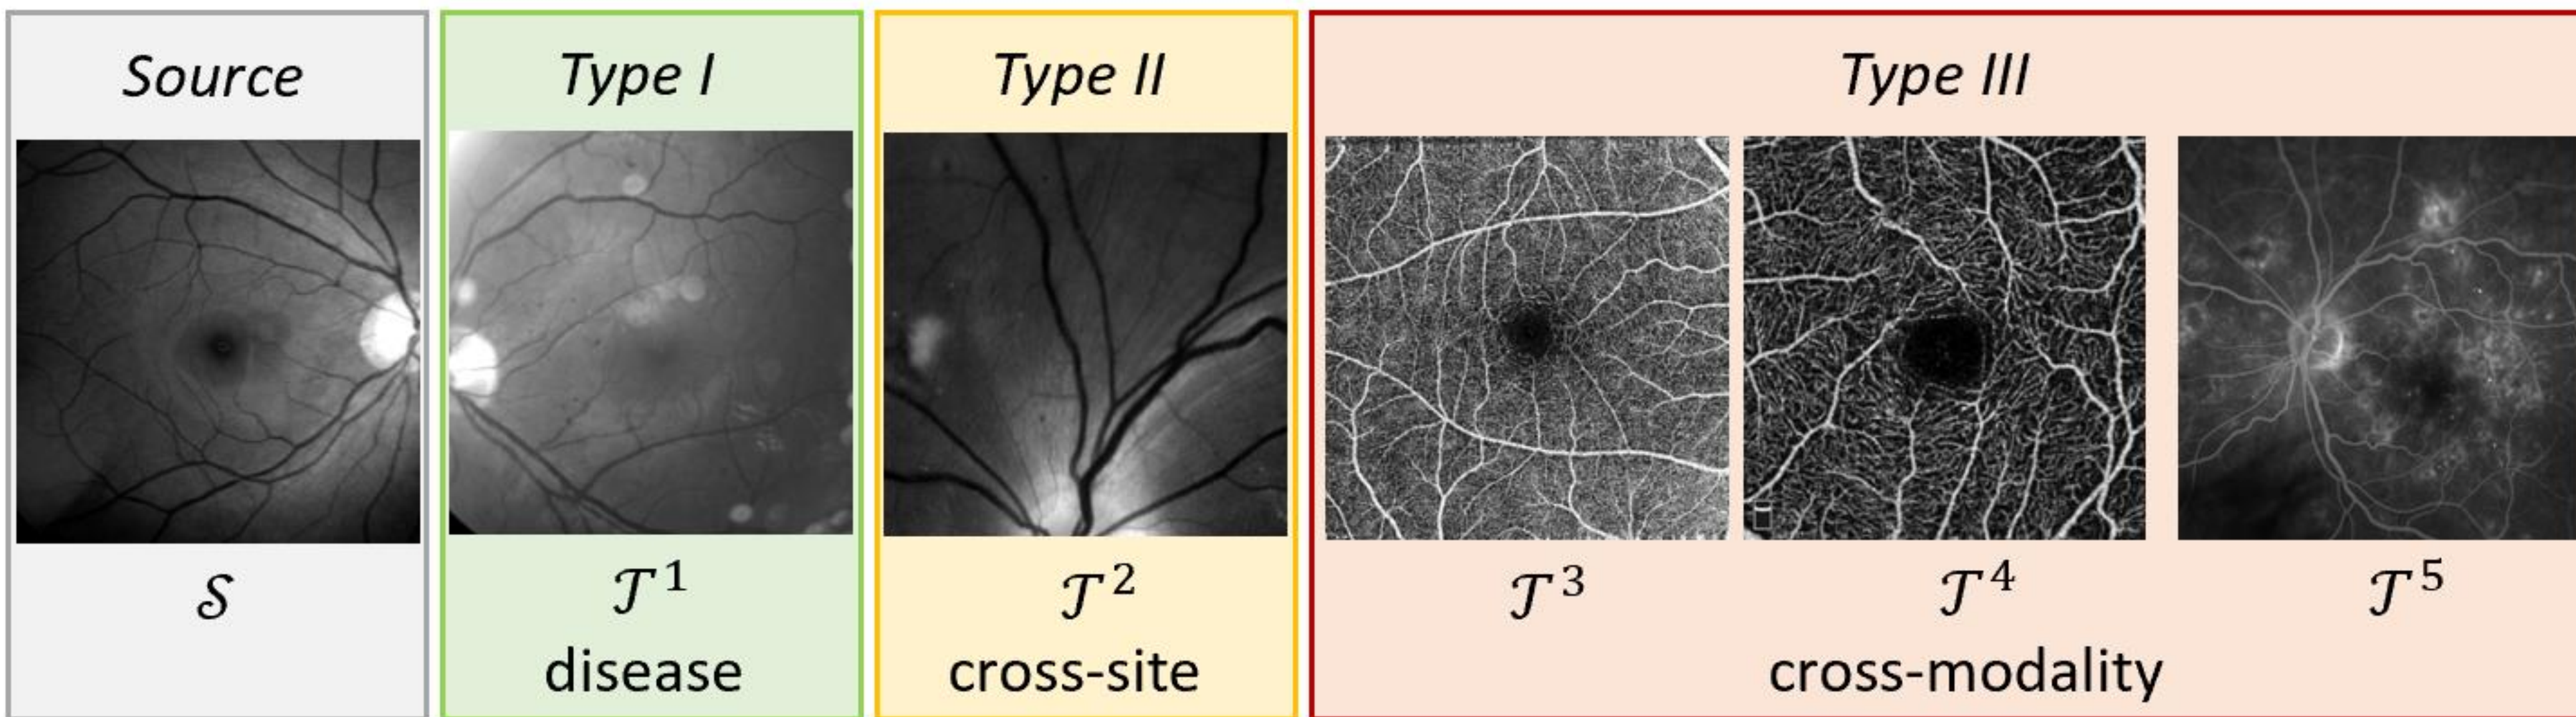 Source
Type I
Type II
Type III
𝒮
𝒯¹
𝒯²
𝒯³
𝒯⁴
𝒯⁵
disease
cross-site
cross-modality